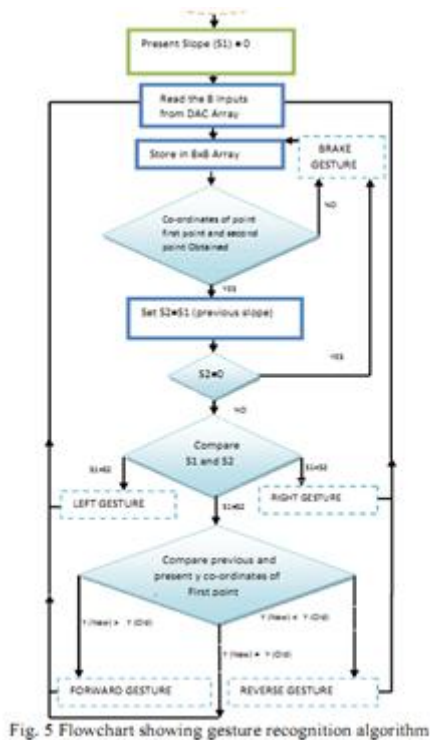 Present Slope (S1) = 0
Read the 8 Inputs
from DAC Array
Store in 8x8 Array
BRAKE
GESTURE
NO
Co-ordinates of point
first point and second
point Obtained
YES
Set S2=S1 (previous slope)
YES
S2=0
NO
Compare
S1 and S2
LEFT GESTURE
RIGHT GESTURE
Compare previous and
present y co-ordinates of
First point
FORWARD GESTURE
REVERSE GESTURE
Fig. 5 Flowchart showing gesture recognition algorithm